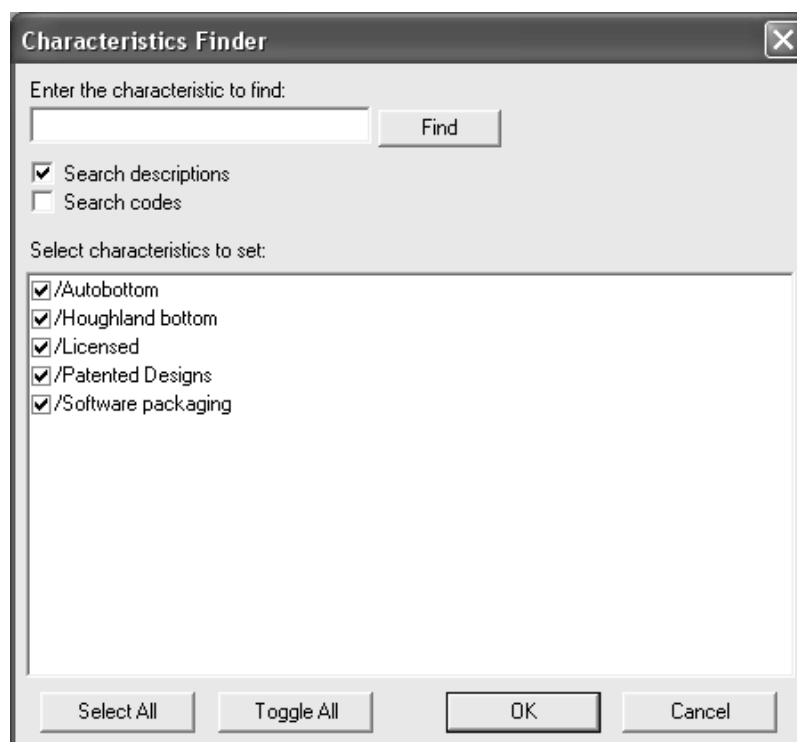 Characteristics Finder
Enter the characteristic to find:
Find
Search descriptions
Search codes
Select characteristics to set:
/Autobottom
/Houghland bottom
/Licensed
/Patented Designs
/Software packaging
Select All Toggle All OK Cancel